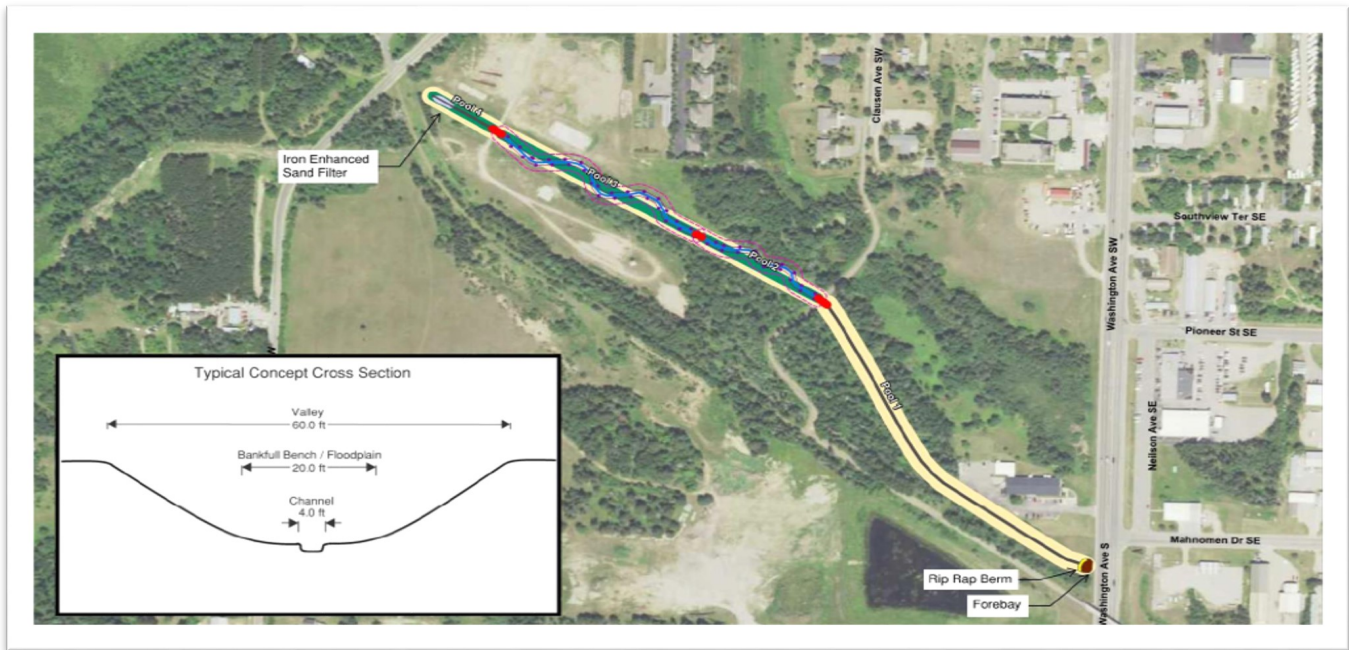 Clausen Ave SW
Pool 4
Iron Enhanced
Sand Filter
Pool 3
Southview Ter SE
Pool 2
Washington Ave SW
Pioneer St SE
Typical Concept Cross Section
Pool 1
Neilson Ave SE
Valley
60.0 ft
Bankfull Bench / Floodplain
20.0 ft
Channel
4.0 ft
Mahnomen Dr SE
Washington Ave S
Rip Rap Berm
Forebay